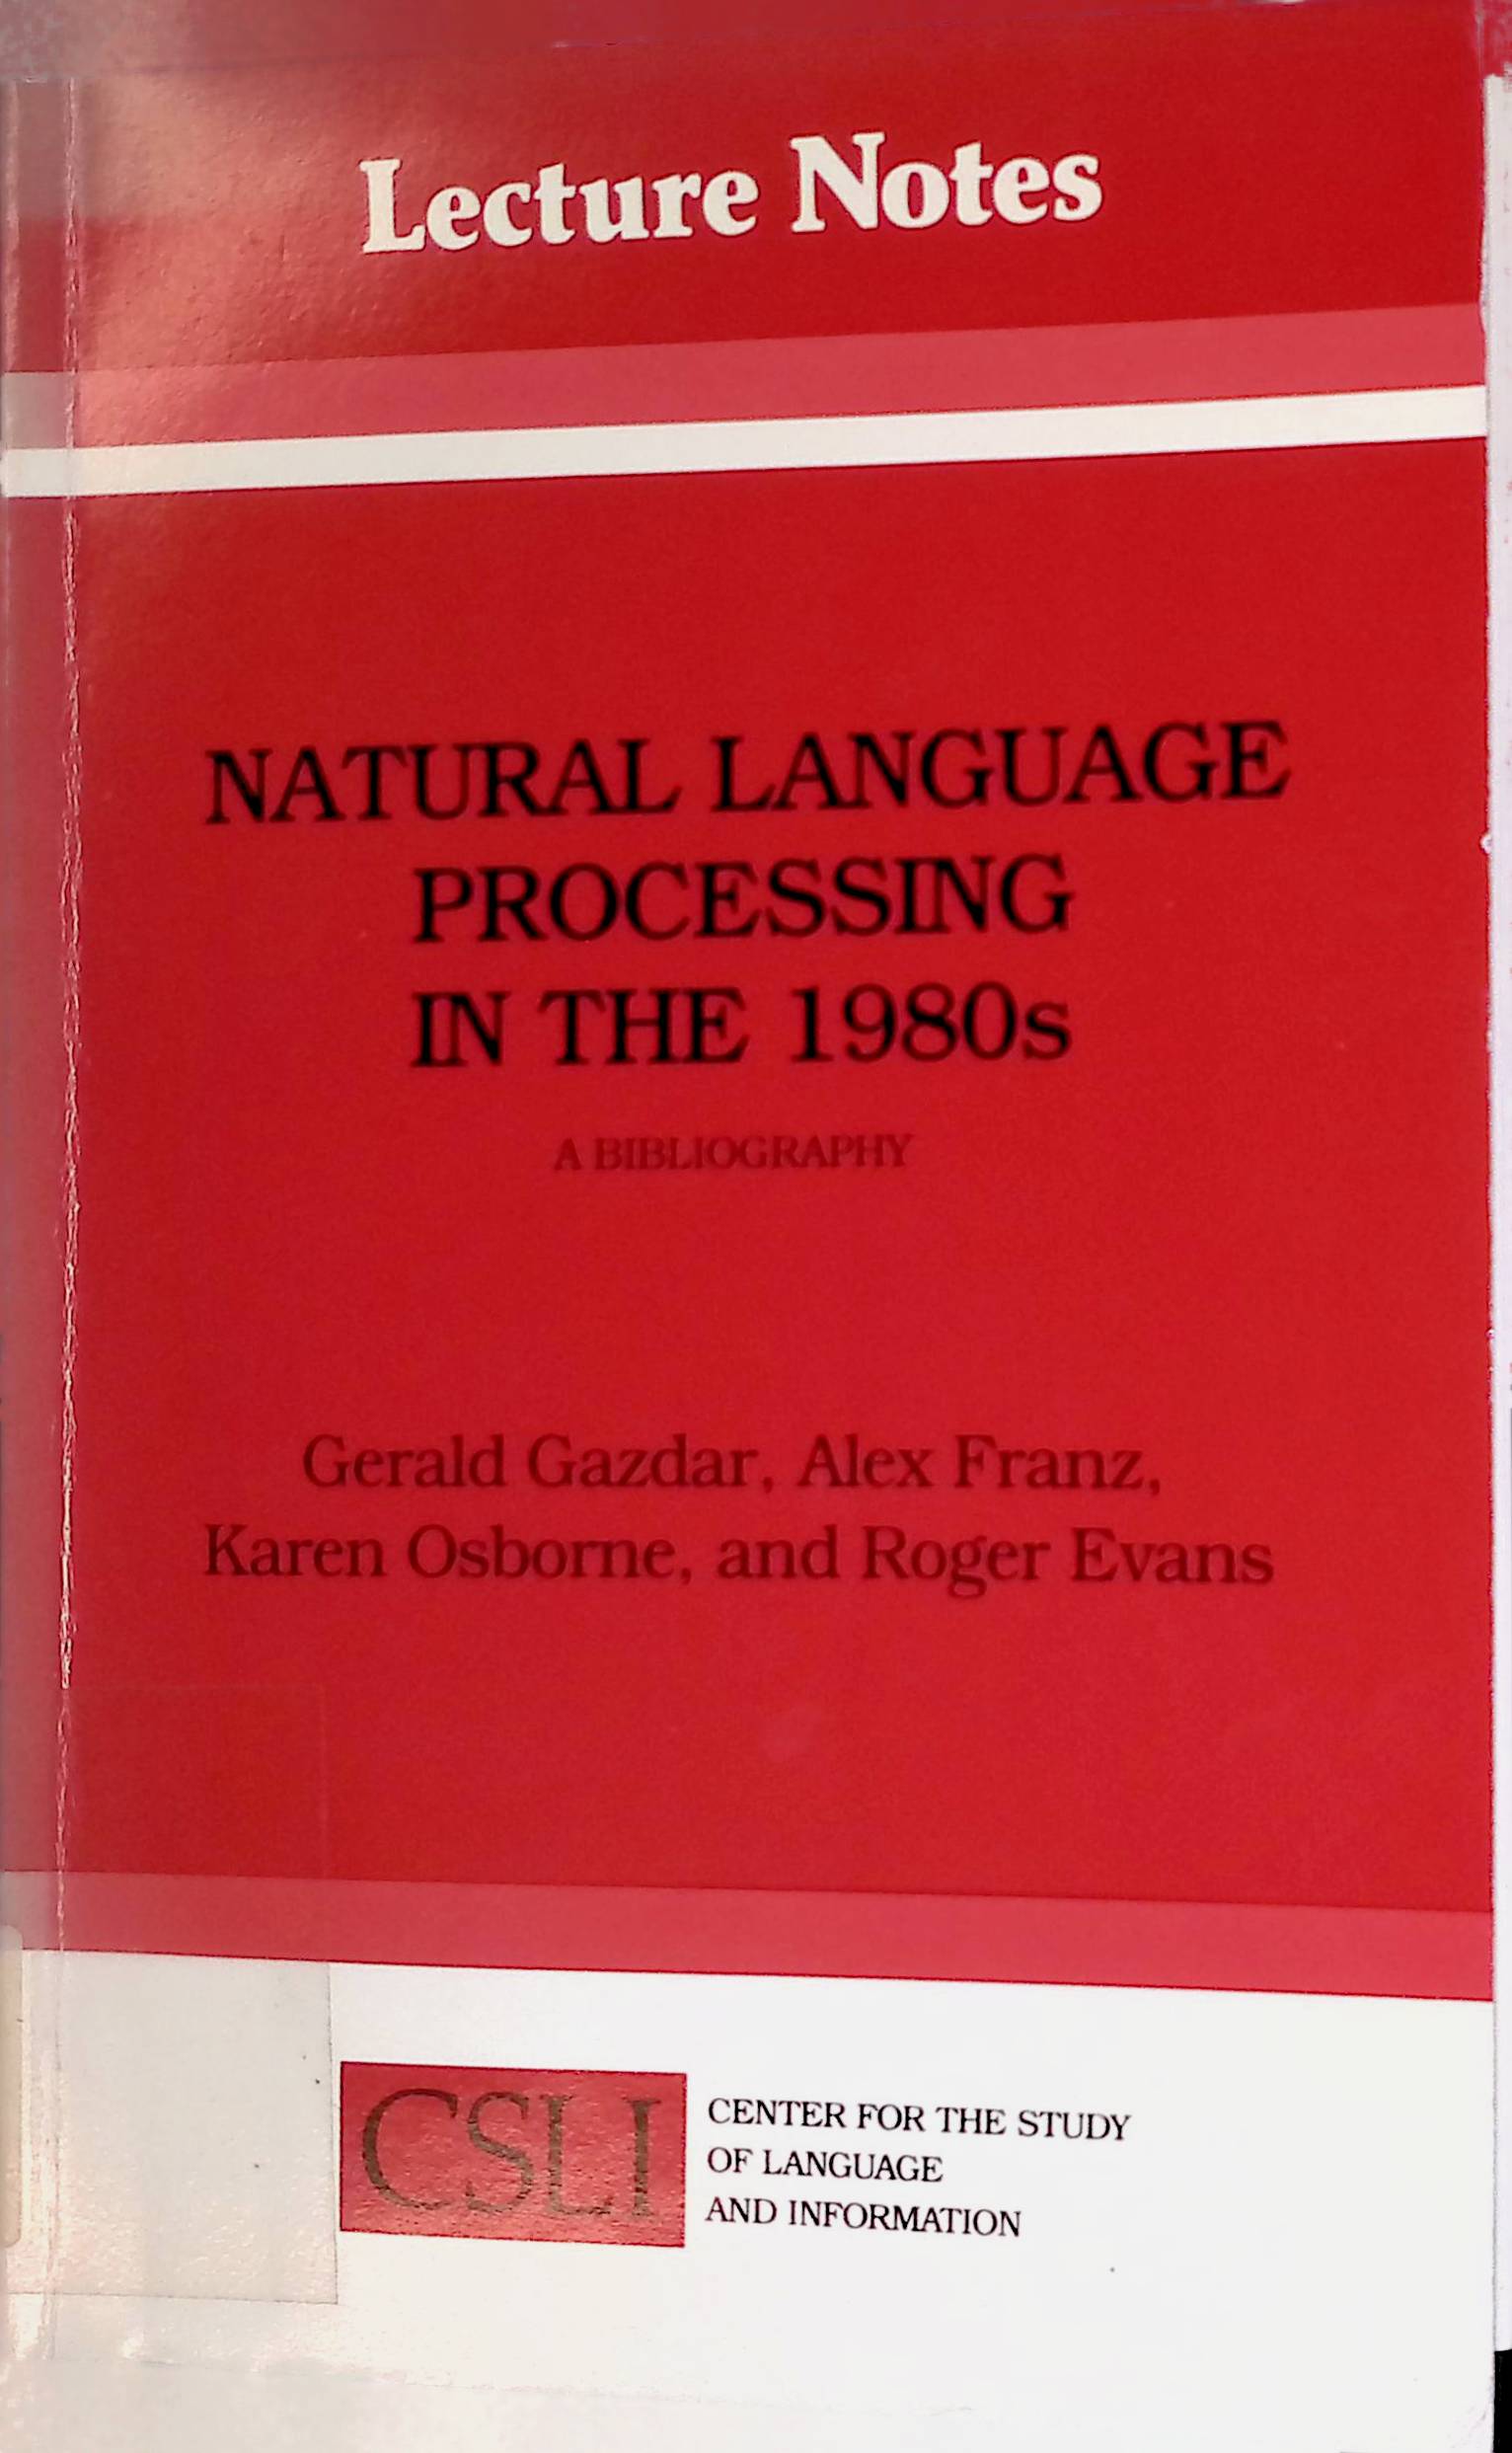 Lecture Notes
NATURAL LANGUAGE
PROCESSING
IN THE 1980s
A BIBLIOGRAPHY
Gerald Gazdar, Alex Franz,
Karen Osborne, and Roger Evans
CSLI
CENTER FOR THE STUDY
OF LANGUAGE
AND INFORMATION